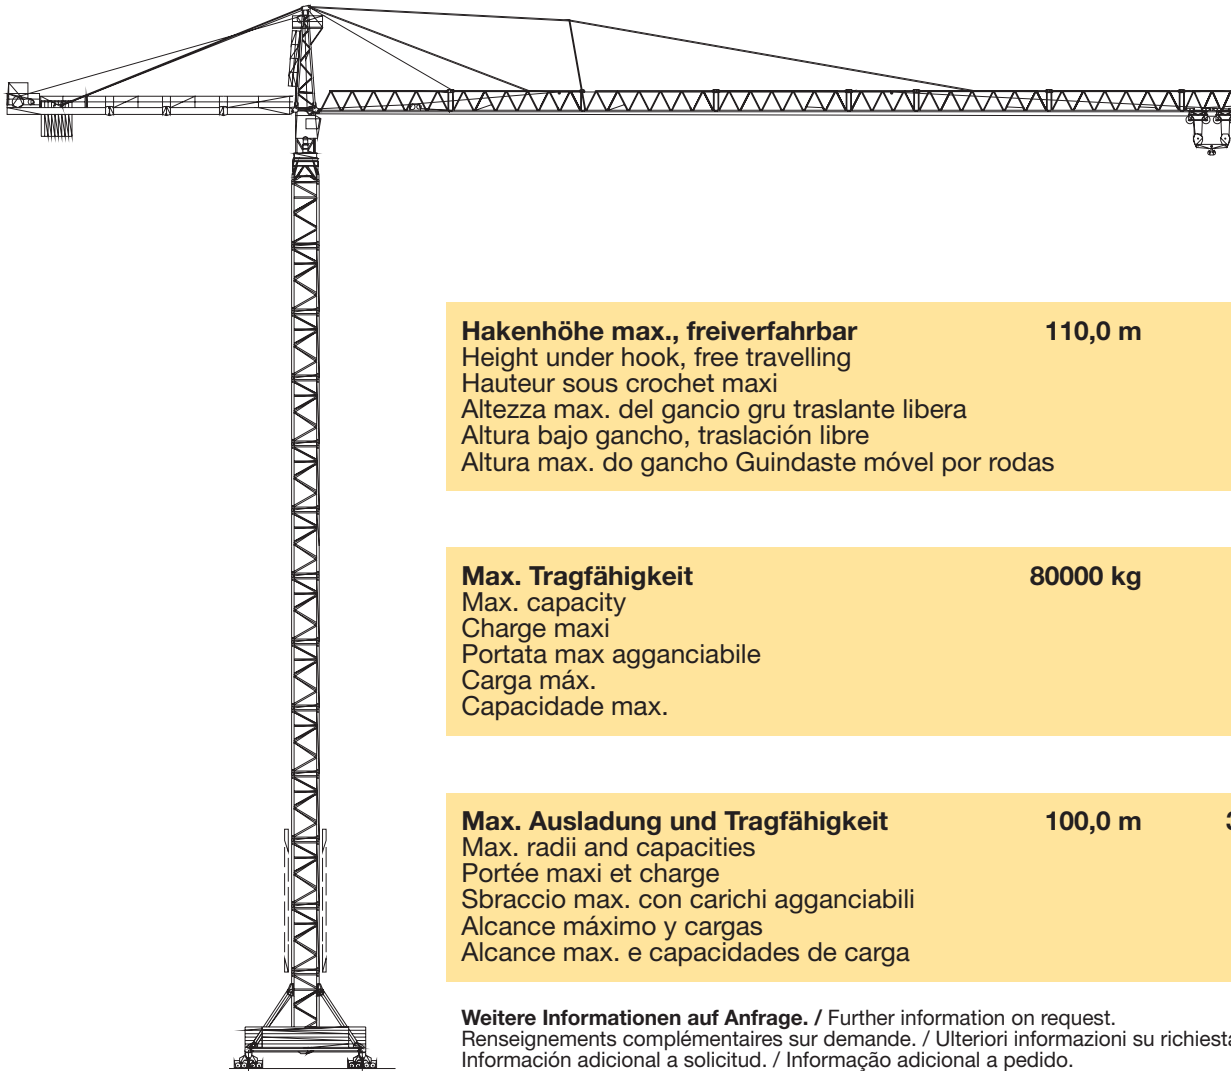 Hakenhöhe max., freiverfahrbar 110,0 m
Height under hook, free travelling
Hauteur sous crochet maxi
Altezza max. del gancio gru traslante libera
Altura bajo gancho, traslación libre
Altura max. do gancho Guindaste móvel por rodas
Max. Tragfähigkeit 80000 kg
Max. capacity
Charge maxi
Portata max agganciabile
Carga máx.
Capacidade max.
Max. Ausladung und Tragfähigkeit 100,0 m
Max. radii and capacities
Portée maxi et charge
Sbraccio max. con carichi agganciabili
Alcance máximo y cargas
Alcance max. e capacidades de carga
Weitere Informationen auf Anfrage. / Further information on request.
Renseignements complémentaires sur demande. / Ulteriori informazioni su richiesta
Información adicional a solicitud. / Informação adicional a pedido.